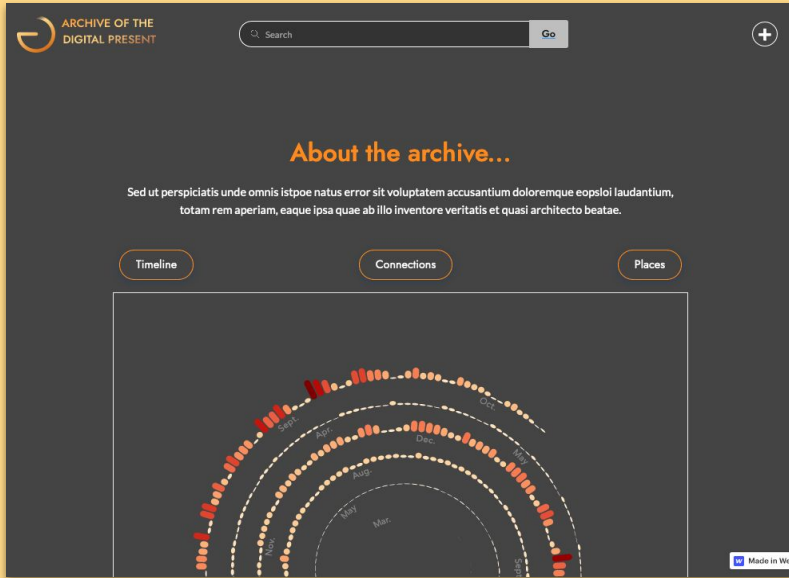 ARCHIVE OF THE
DIGITAL PRESENT
Search
Go
About the archive...
Sed ut perspiciatis unde omnis istpoe natus error sit voluptatem accusantium doloremque eopsloi laudantium,
totam rem aperiam, eaque ipsa quae ab illo inventore veritatis et quasi architecto beatae.
Timeline
Connections
Places
Oct.
Sept.
Apr.
Dec.
May
Aug.
May
Mar.
Nov.
Sept
Made in We